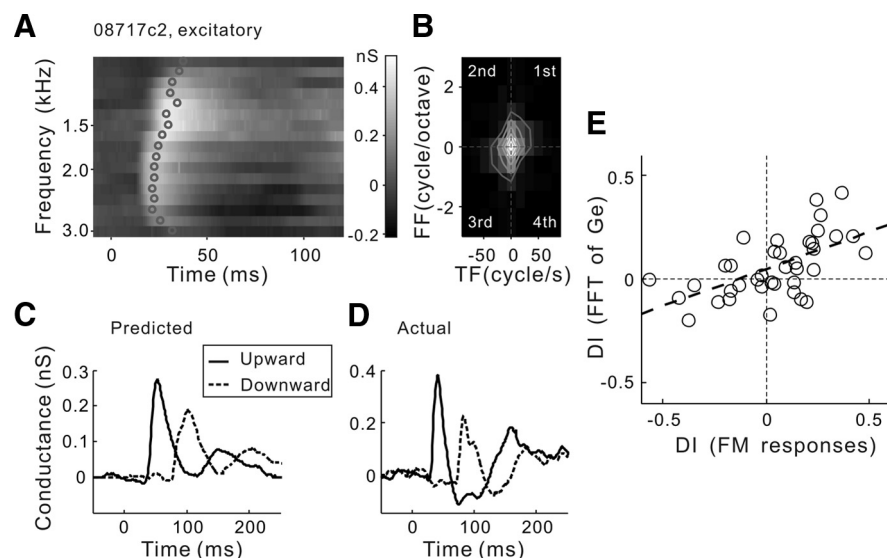 A
08717c2, excitatory
Frequency (kHz)
1.5
2.0
3.0
0
50
100
Time (ms)
nS
0.4
0.2
0
-0.2
B
FF(cycle/octave)
2
0
-2
2nd
1st
3rd
4th
-50
0
50
TF(cycle/s)
C
Predicted
Upward
Downward
Conductance (nS)
0.3
0.2
0.1
0
0
100
200
Time (ms)
D
Actual
0.4
0.2
0
0
100
200
Time (ms)
E
DI (FFT of Ge)
0.5
0
-0.5
-0.5
0
0.5
DI (FM responses)